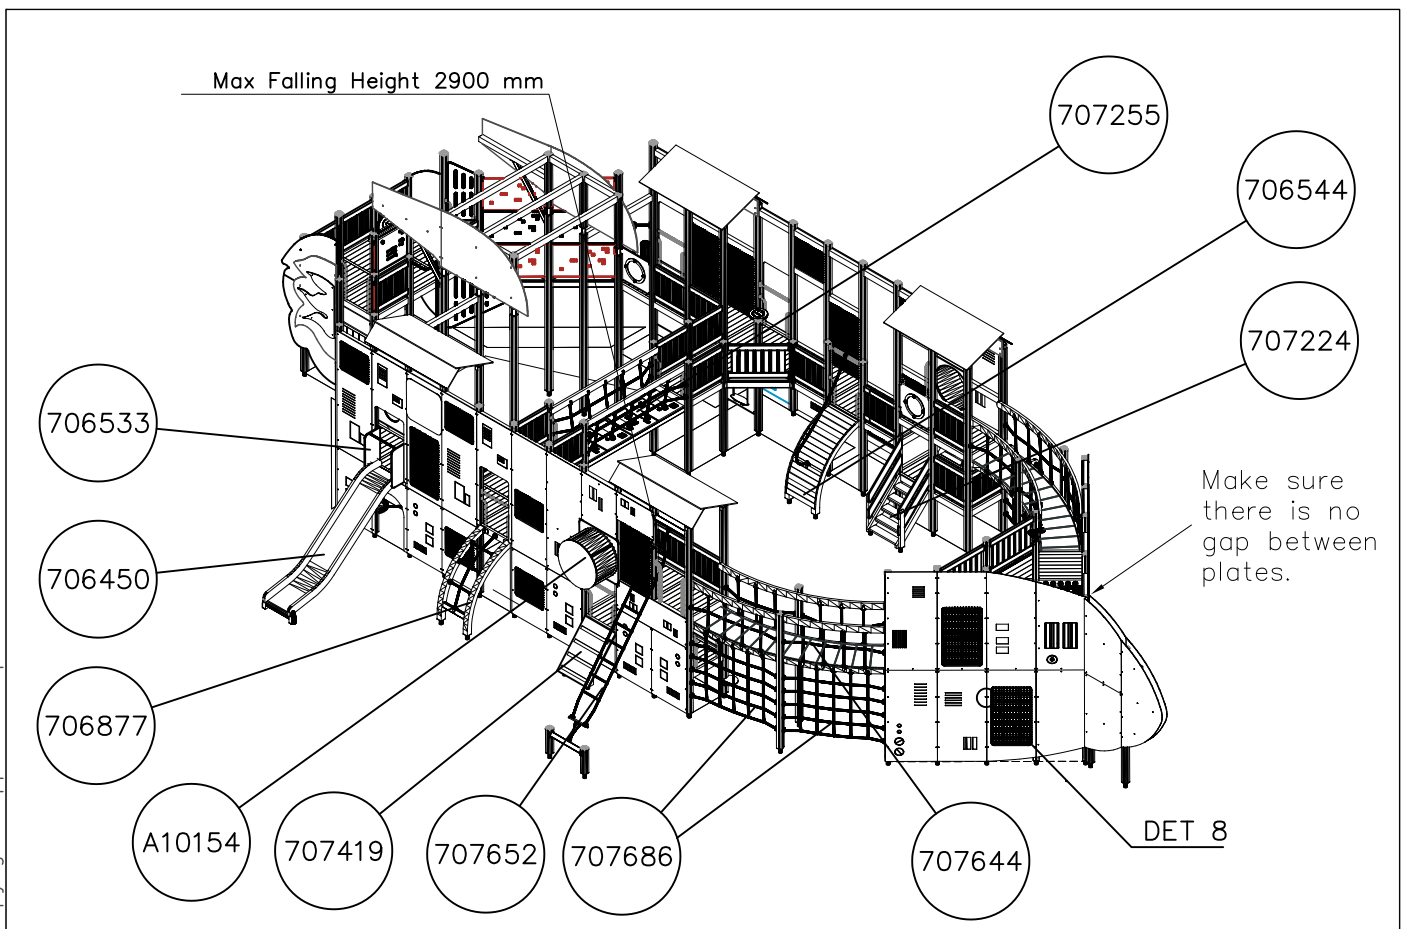 Max Falling Height 2900 mm
707255
706544
707224
706533
Make sure
there is no
gap between
plates.
706450
706877
A10154
707419
707652
707686
707644
DET 8